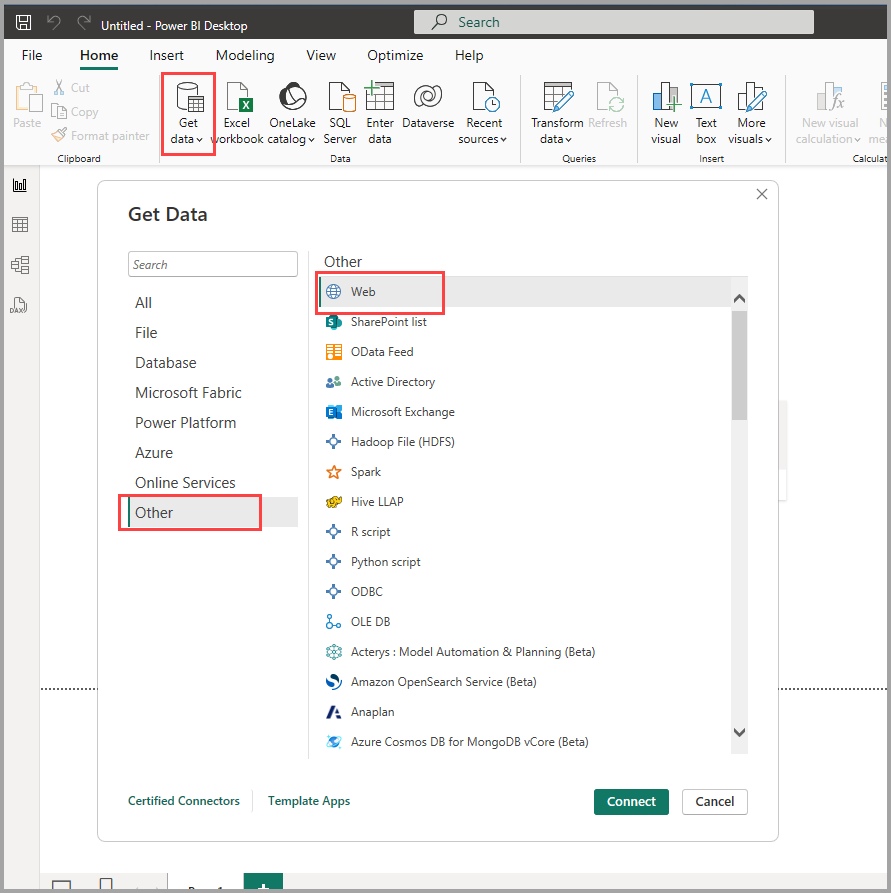 Untitled - Power BI Desktop
Search
File
Home
Insert
Modeling
View
Optimize
Help
Paste
Cut
Copy
Format painter
Clipboard
Get
data
Excel
workbook
OneLake
catalog
SQL
Server
Enter
data
Dataverse
Recent
sources
Data
Transform
data
Refresh
Queries
New
visual
Text
box
More
visuals
Insert
New visual
calculation
Get Data
Search
All
File
Database
Microsoft Fabric
Power Platform
Azure
Online Services
Other
Other
Web
SharePoint list
OData Feed
Active Directory
Microsoft Exchange
Hadoop File (HDFS)
Spark
Hive LLAP
R script
Python script
ODBC
OLE DB
Acterys : Model Automation & Planning (Beta)
Amazon OpenSearch Service (Beta)
Anaplan
Azure Cosmos DB for MongoDB vCore (Beta)
Certified Connectors
Template Apps
Connect
Cancel